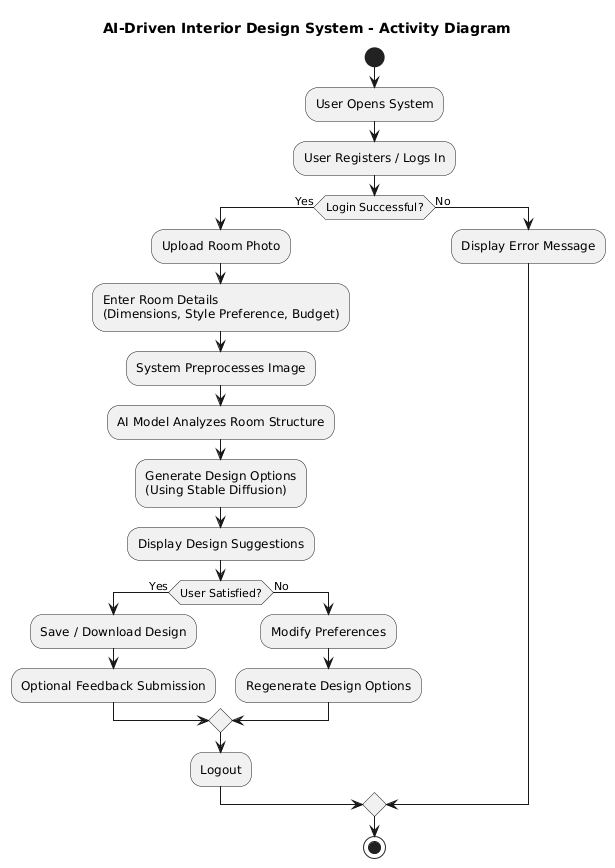 AI-Driven Interior Design System - Activity Diagram
User Opens System
User Registers / Logs In
Yes
Login Successful?
No
Upload Room Photo
Display Error Message
Enter Room Details
(Dimensions, Style Preference, Budget)
System Preprocesses Image
AI Model Analyzes Room Structure
Generate Design Options
(Using Stable Diffusion)
Display Design Suggestions
Yes
User Satisfied?
No
Save / Download Design
Modify Preferences
Optional Feedback Submission
Regenerate Design Options
Logout